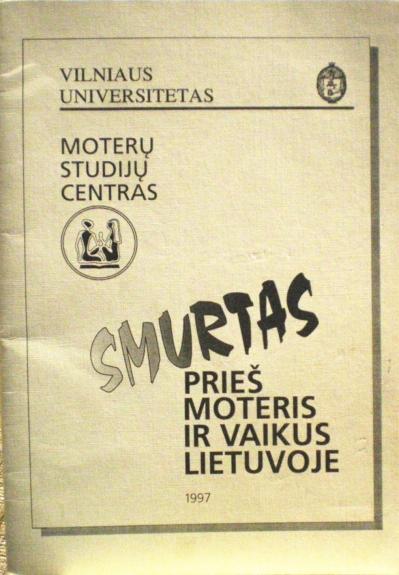 VILNIAUS
UNIVERSITETAS
MOTERŲ
STUDIJŲ
CENTRAS
SMURTAS
PRIEŠ
MOTERIS
IR VAIKUS
LIETUVOJE
1997